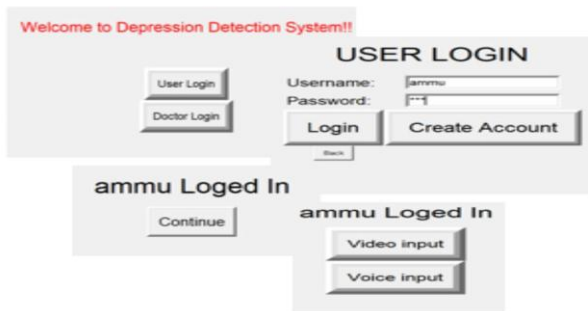 Welcome to Depression Detection System!!
User Login
Doctor Login
USER LOGIN
Username: ammu
Password: ***
Login Create Account
Back
ammu Loged In
Continue
ammu Loged In
Video input
Voice input